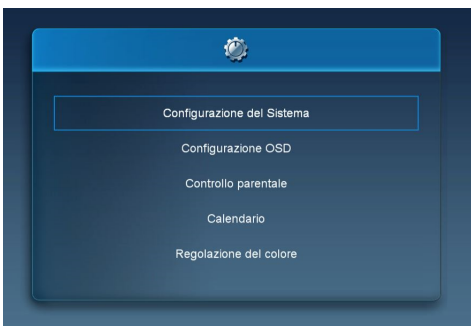 Configurazione del Sistema
Configurazione OSD
Controllo parentale
Calendario
Regolazione del colore